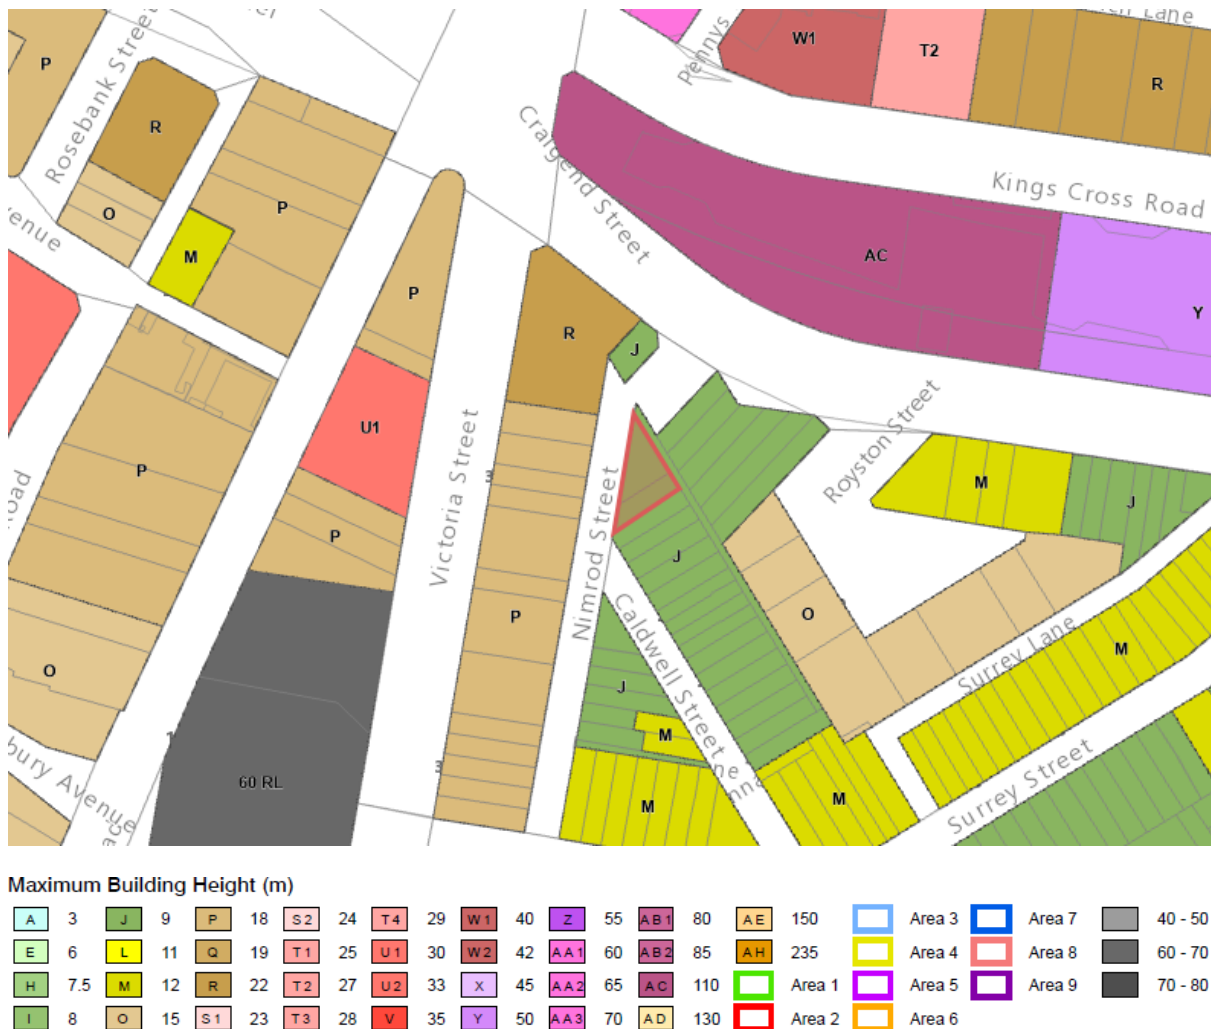 Lane
W1
T2
R
P
Pennys
Rosebank Street
R
Craigend Street
Kings Cross Road
O
P
M
AC
Y
P
R
J
U1
P
Royston Street
M
J
Victoria Street
3
P
Nimrod Street
J
P
O
Caldwell Street
O
J
M
Surrey Lane
M
60 RL
M
M
Surrey Street
Maximum Building Height (m)
A 3 J 9 P 18 S2 24 T4 29 W1 40 Z 55 AB1 80 AE 150 Area 3 Area 7 40 - 50
E 6 L 11 Q 19 T1 25 U1 30 W2 42 AA1 60 AB2 85 AH 235 Area 4 Area 8 60 - 70
H 7.5 M 12 R 22 T2 27 U2 33 X 45 AA2 65 AC 110 Area 1 Area 5 Area 9 70 - 80
I 8 O 15 S1 23 T3 28 V 35 Y 50 AA3 70 AD 130 Area 2 Area 6